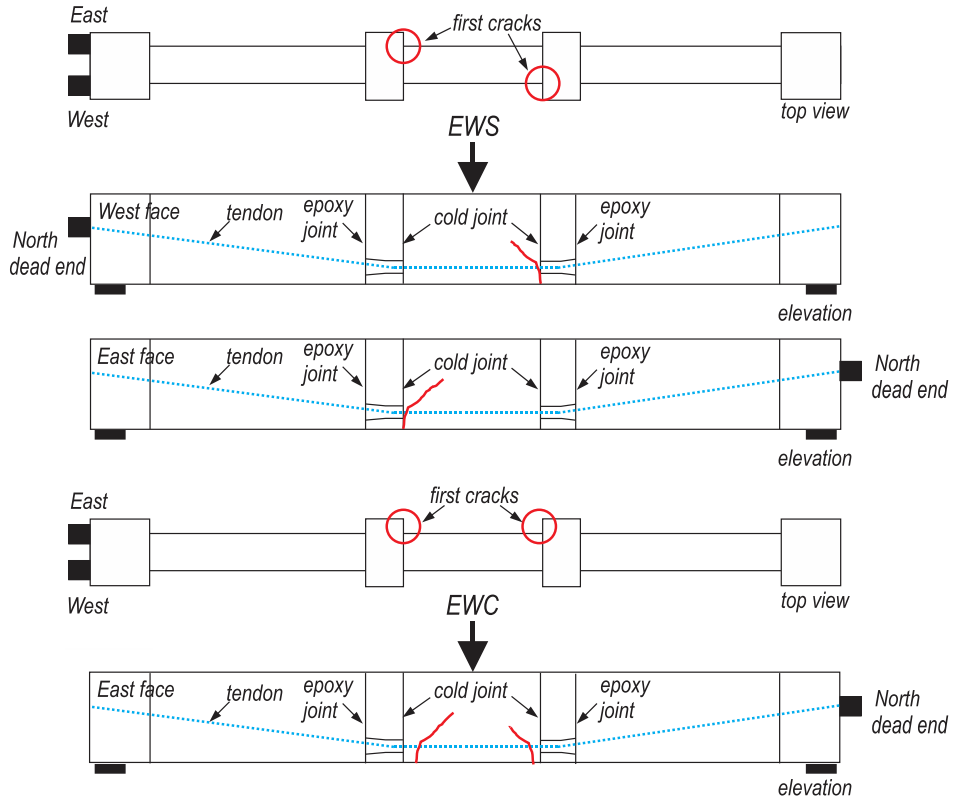 East
first cracks
West
top view
EWS
West face
tendon
epoxy
joint
cold joint
epoxy
joint
North
dead end
elevation
East face
tendon
epoxy
joint
cold joint
epoxy
joint
North
dead end
elevation
East
first cracks
West
top view
EWC
East face
tendon
epoxy
joint
cold joint
epoxy
joint
North
dead end
elevation